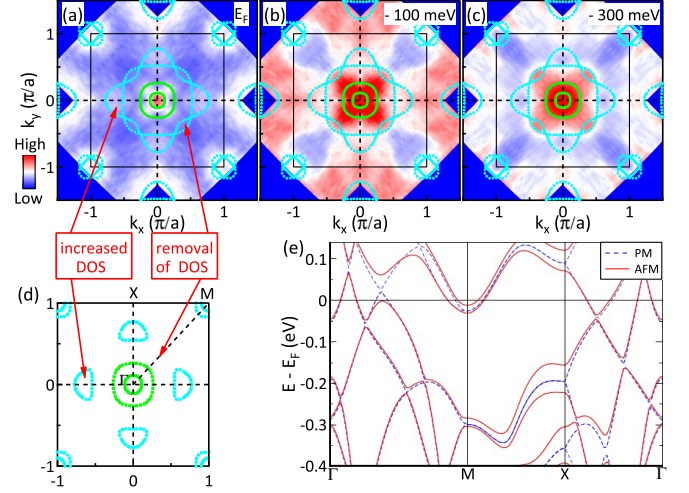 (a) E_F (b) - 100 meV (c) - 300 meV
1
0
-1
k_y (π/a)
High
Low
-1 0 1 -1 0 1 -1 0 1
k_x (π/a) k_x (π/a) k_x (π/a)
increased
DOS
removal
of DOS
(d)
X M
Γ
1
0
-1
-1 0 1
(e)
PM
AFM
0.1
0
-0.1
-0.2
-0.3
-0.4
E - E_F (eV)
Γ M X Γ